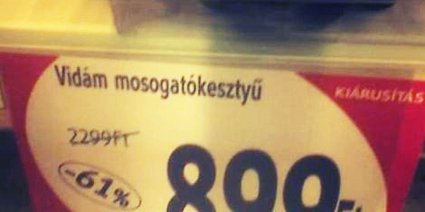 Vidám mosogatókesztyű
KIÁRUSÍTÁS
2299FT
-61%
899,-